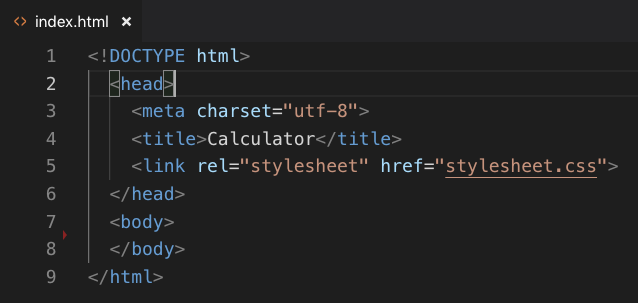 <> index.html ×
1 <!DOCTYPE html>
2   <head>
3     <meta charset="utf-8">
4     <title>Calculator</title>
5     <link rel="stylesheet" href="stylesheet.css">
6   </head>
7   <body>
8   </body>
9 </html>